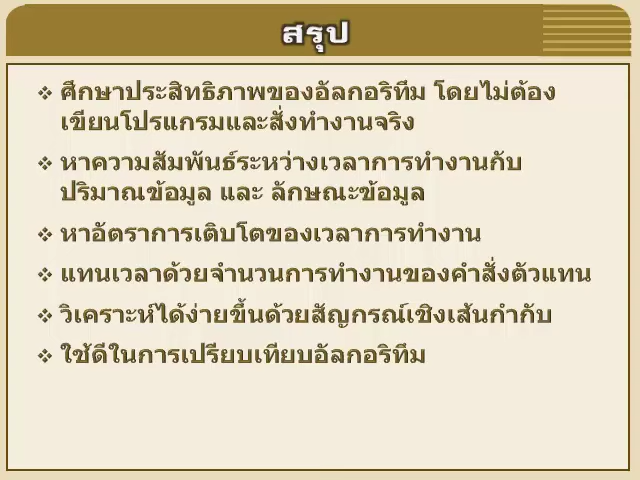 สรุป
ศึกษาประสิทธิภาพของอัลกอริทึม โดยไม่ต้อง
เขียนโปรแกรมและสั่งทำงานจริง
หาความสัมพันธ์ระหว่างเวลาการทำงานกับ
ปริมาณข้อมูล และ ลักษณะข้อมูล
หาอัตราการเติบโตของเวลาการทำงาน
แทนเวลาด้วยจำนวนการทำงานของคำสั่งตัวแทน
วิเคราะห์ได้ง่ายขึ้นด้วยสัญกรณ์เชิงเส้นกำกับ
ใช้ดีในการเปรียบเทียบอัลกอริทึม